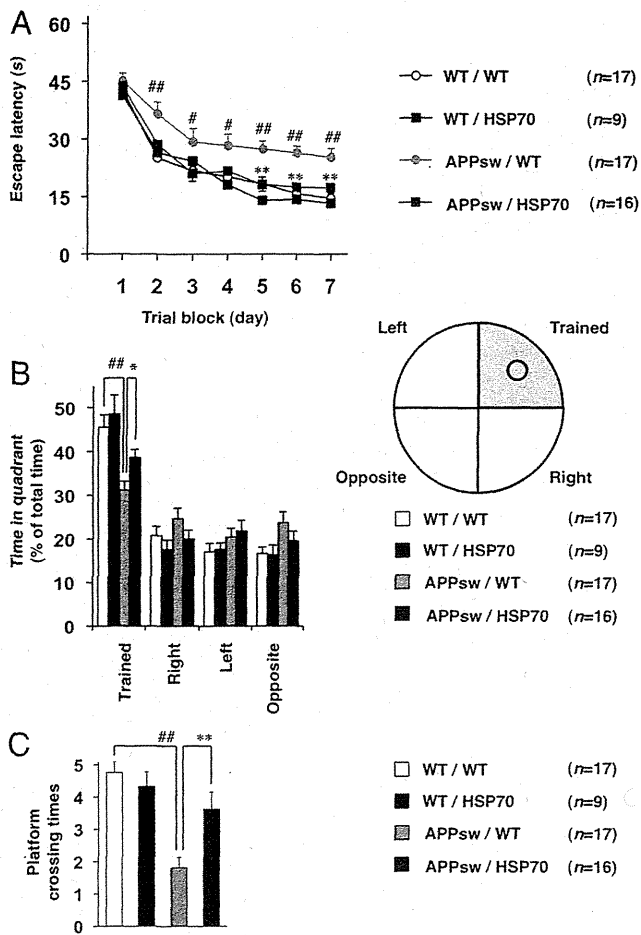 A
Escape latency (s)
60
45
30
15
0
##
#
#
##
##
##
**
**
**
1 2 3 4 5 6 7
Trial block (day)
WT / WT (n=17)
WT / HSP70 (n=9)
APPsw / WT (n=17)
APPsw / HSP70 (n=16)
Left
Trained
Opposite
Right
B
Time in quadrant
(% of total time)
50
40
30
20
10
0
##
*
Trained
Right
Left
Opposite
WT / WT (n=17)
WT / HSP70 (n=9)
APPsw / WT (n=17)
APPsw / HSP70 (n=16)
C
Platform
crossing times
5
4
3
2
1
0
##
**
WT / WT (n=17)
WT / HSP70 (n=9)
APPsw / WT (n=17)
APPsw / HSP70 (n=16)